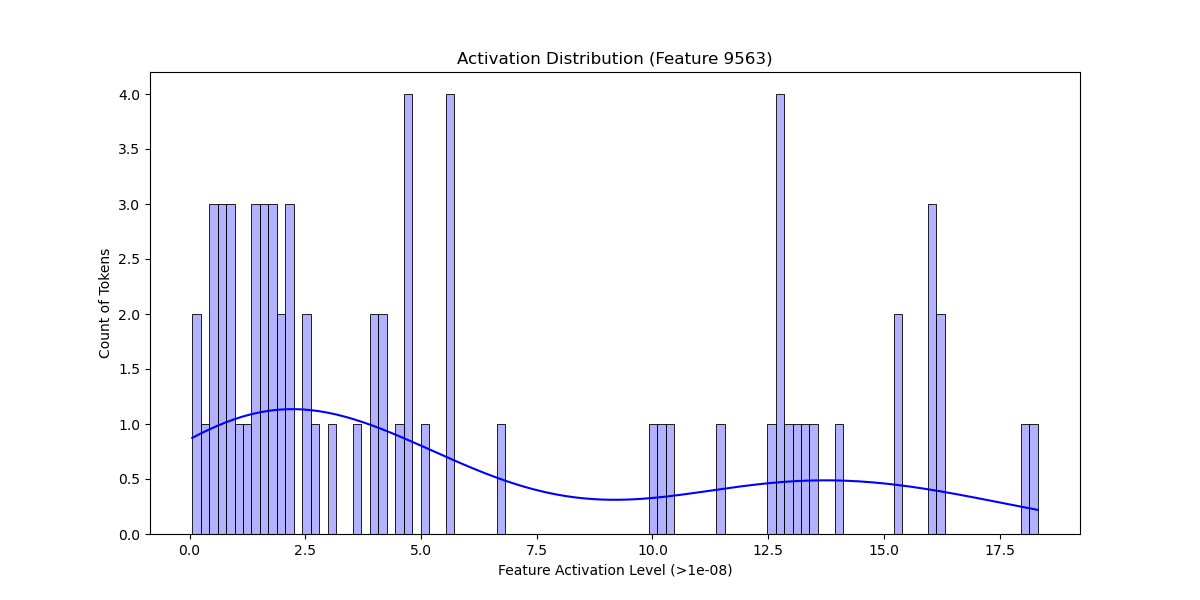 Activation Distribution (Feature 9563)
4.0
3.5
3.0
2.5
2.0
1.5
1.0
0.5
0.0
Count of Tokens
0.0 2.5 5.0 7.5 10.0 12.5 15.0 17.5
Feature Activation Level (>1e-08)